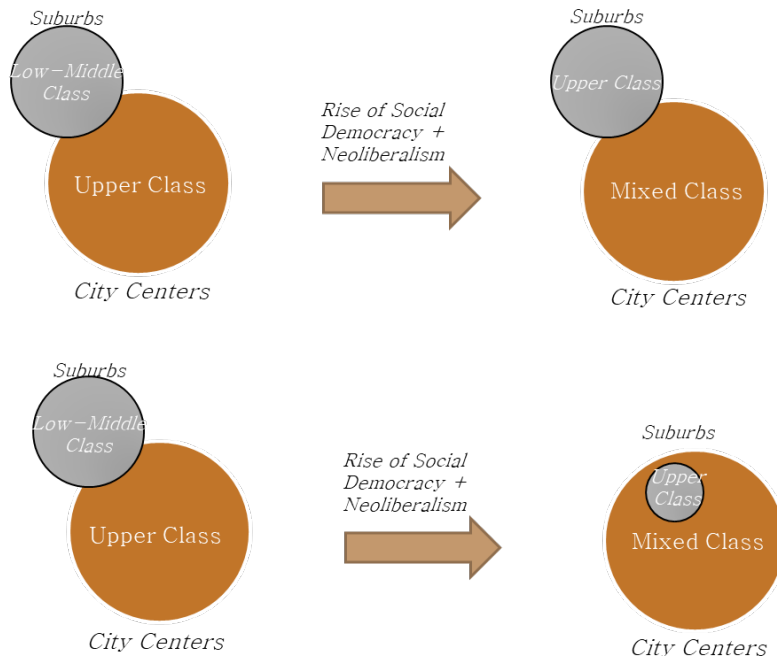 Suburbs
Low-Middle
Class
Upper Class
City Centers
Rise of Social
Democracy +
Neoliberalism
Suburbs
Upper Class
Mixed Class
City Centers
Suburbs
Low-Middle
Class
Upper Class
City Centers
Rise of Social
Democracy +
Neoliberalism
Suburbs
Upper
Class
Mixed Class
City Centers